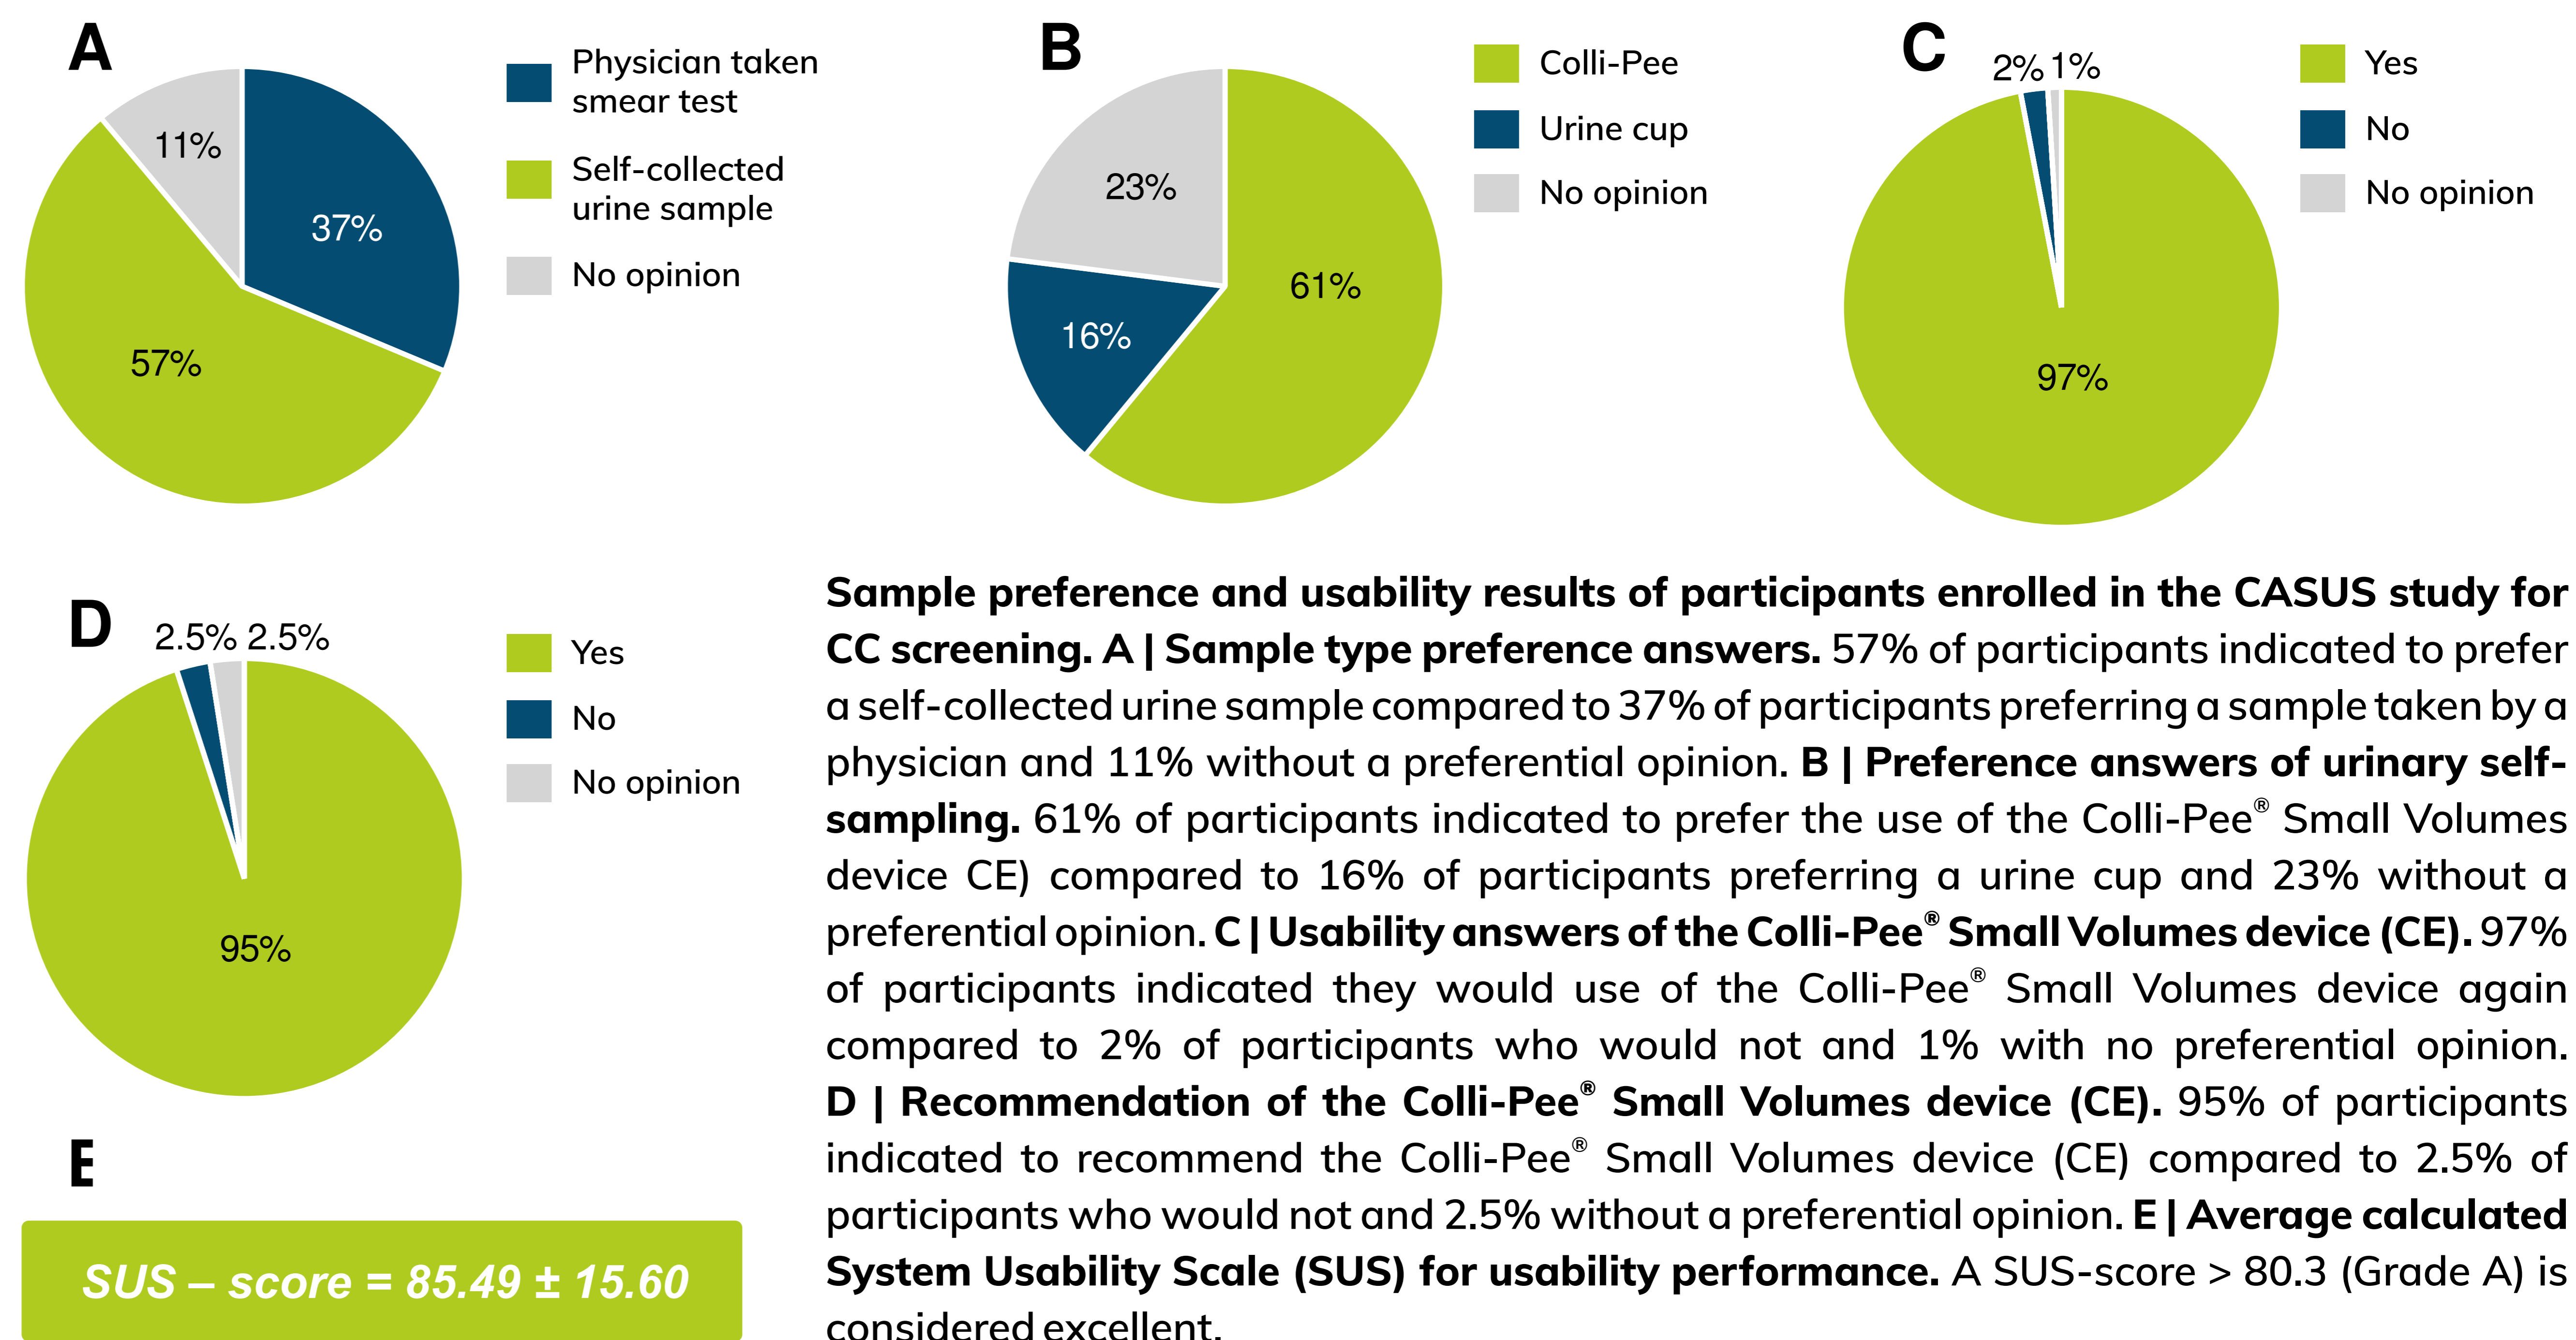 A
Physician taken
smear test
Self-collected
urine sample
No opinion
11%
37%
57%
B
Colli-Pee
Urine cup
No opinion
23%
61%
16%
C
2% 1%
Yes
No
No opinion
97%
D
2.5% 2.5%
Yes
No
No opinion
95%
E
SUS – score = 85.49 ± 15.60
Sample preference and usability results of participants enrolled in the CASUS study for
CC screening. A | Sample type preference answers. 57% of participants indicated to prefer
a self-collected urine sample compared to 37% of participants preferring a sample taken by a
physician and 11% without a preferential opinion. B | Preference answers of urinary self-
sampling. 61% of participants indicated to prefer the use of the Colli-Pee® Small Volumes
device CE) compared to 16% of participants preferring a urine cup and 23% without a
preferential opinion. C | Usability answers of the Colli-Pee® Small Volumes device (CE). 97%
of participants indicated they would use of the Colli-Pee® Small Volumes device again
compared to 2% of participants who would not and 1% with no preferential opinion.
D | Recommendation of the Colli-Pee® Small Volumes device (CE). 95% of participants
indicated to recommend the Colli-Pee® Small Volumes device (CE) compared to 2.5% of
participants who would not and 2.5% without a preferential opinion. E | Average calculated
System Usability Scale (SUS) for usability performance. A SUS-score > 80.3 (Grade A) is
considered excellent.